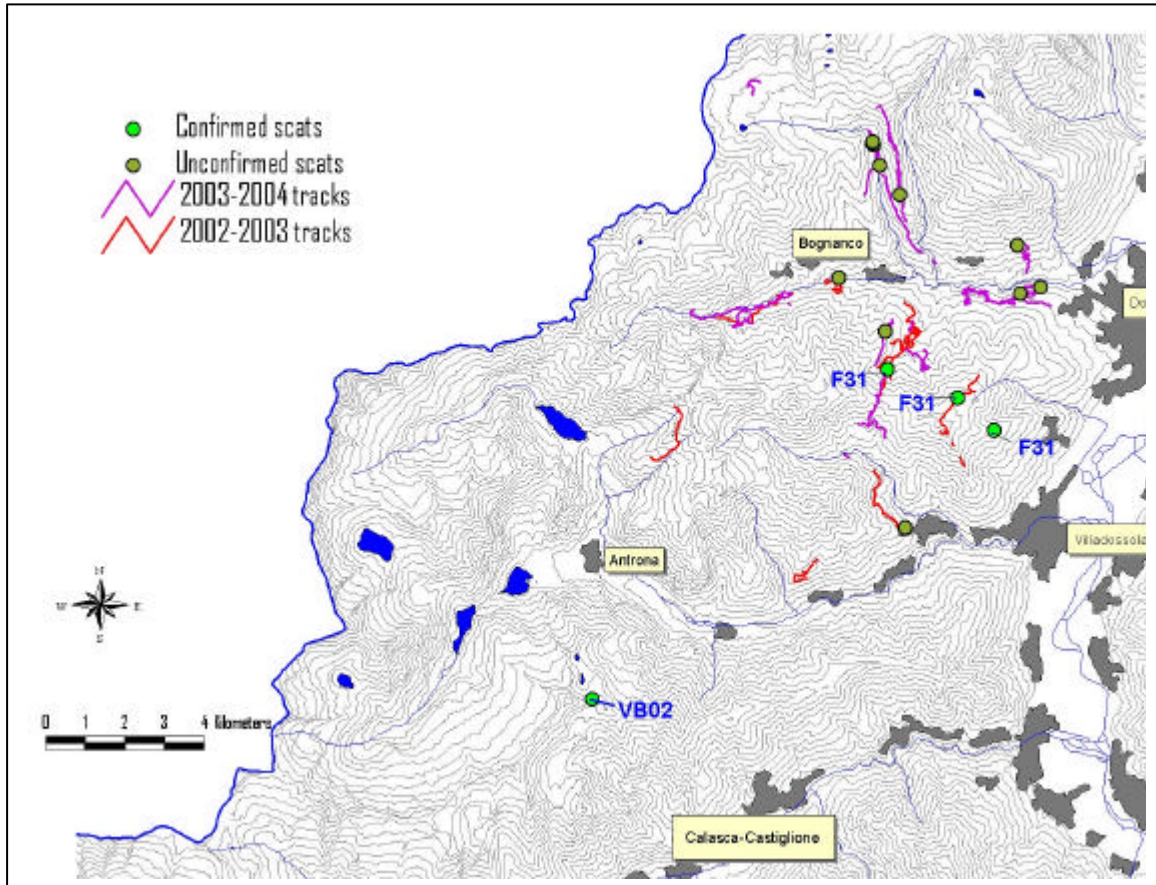 Confirmed scats
Unconfirmed scats
2003-2004 tracks
2002-2003 tracks
Bognanco
Do
F31
F31
F31
Villadossola
Antrona
N
W E
S
VB02
0 1 2 3 4 Kilometers
Calasca-Castiglione